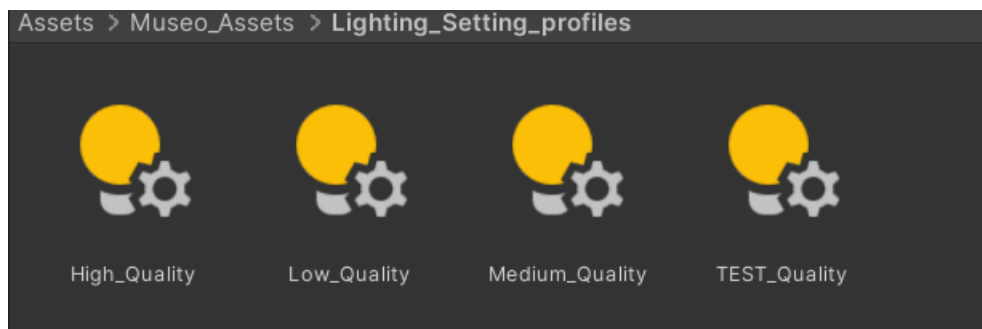 Assets > Museo_Assets > Lighting_Setting_profiles
High_Quality Low_Quality Medium_Quality TEST_Quality